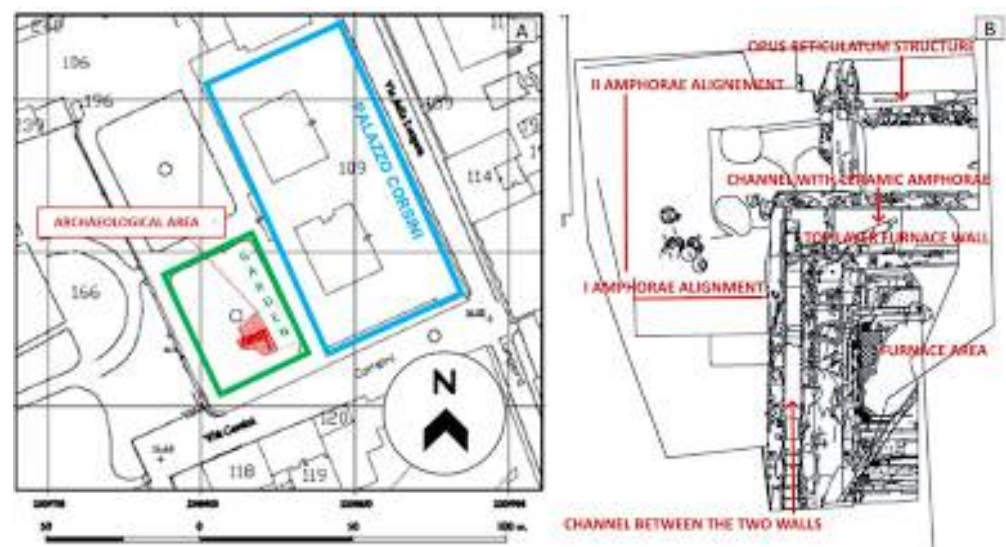 A
106
196
109
PALAZZO CORSINI
114
ARCHAEOLOGICAL AREA
166
GARDEN
N
Via Corsini
120
118
119
50
0
50
100 m.
B
OPUS RETICULATUM STRUCTURE
II AMPHORAE ALIGNEMENT
CHANNEL WITH CERAMIC AMPHORAE
TOP LAYER FURNACE WALL
I AMPHORAE ALIGNMENT
FURNACE AREA
CHANNEL BETWEEN THE TWO WALLS